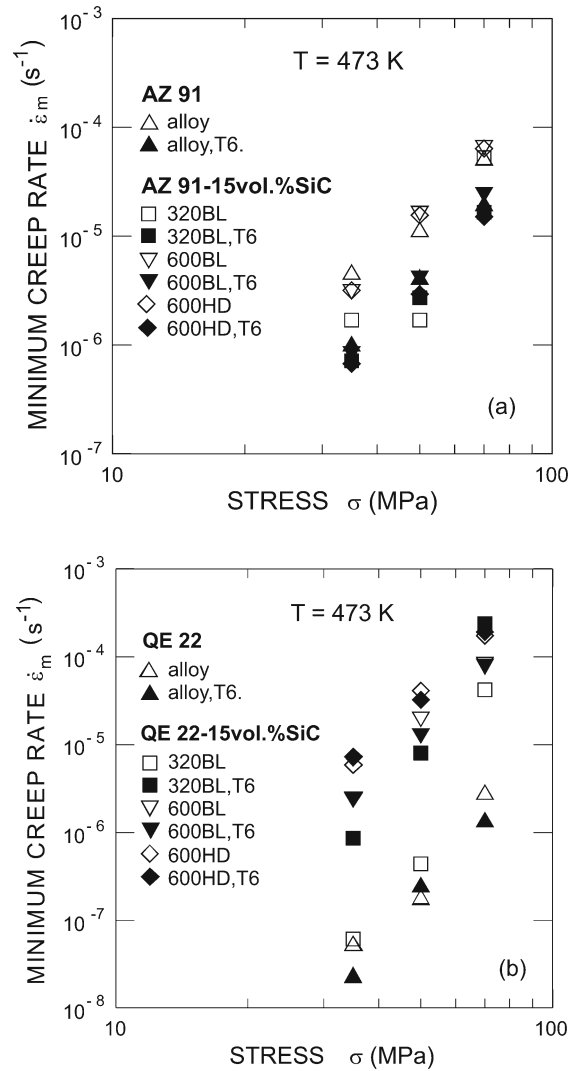 10^-3
T = 473 K
AZ 91
alloy
10^-4
alloy,T6.
AZ 91-15vol.%SiC
320BL
10^-5
320BL,T6
600BL
600BL,T6
600HD
600HD,T6
10^-6
(a)
10^-7
10
100
STRESS σ (MPa)
MINIMUM CREEP RATE ε̇m (s^-1)
10^-3
T = 473 K
QE 22
10^-4
alloy
alloy,T6.
QE 22-15vol.%SiC
10^-5
320BL
320BL,T6
600BL
10^-6
600BL,T6
600HD
600HD,T6
10^-7
(b)
10^-8
10
100
STRESS σ (MPa)
MINIMUM CREEP RATE ε̇m (s^-1)